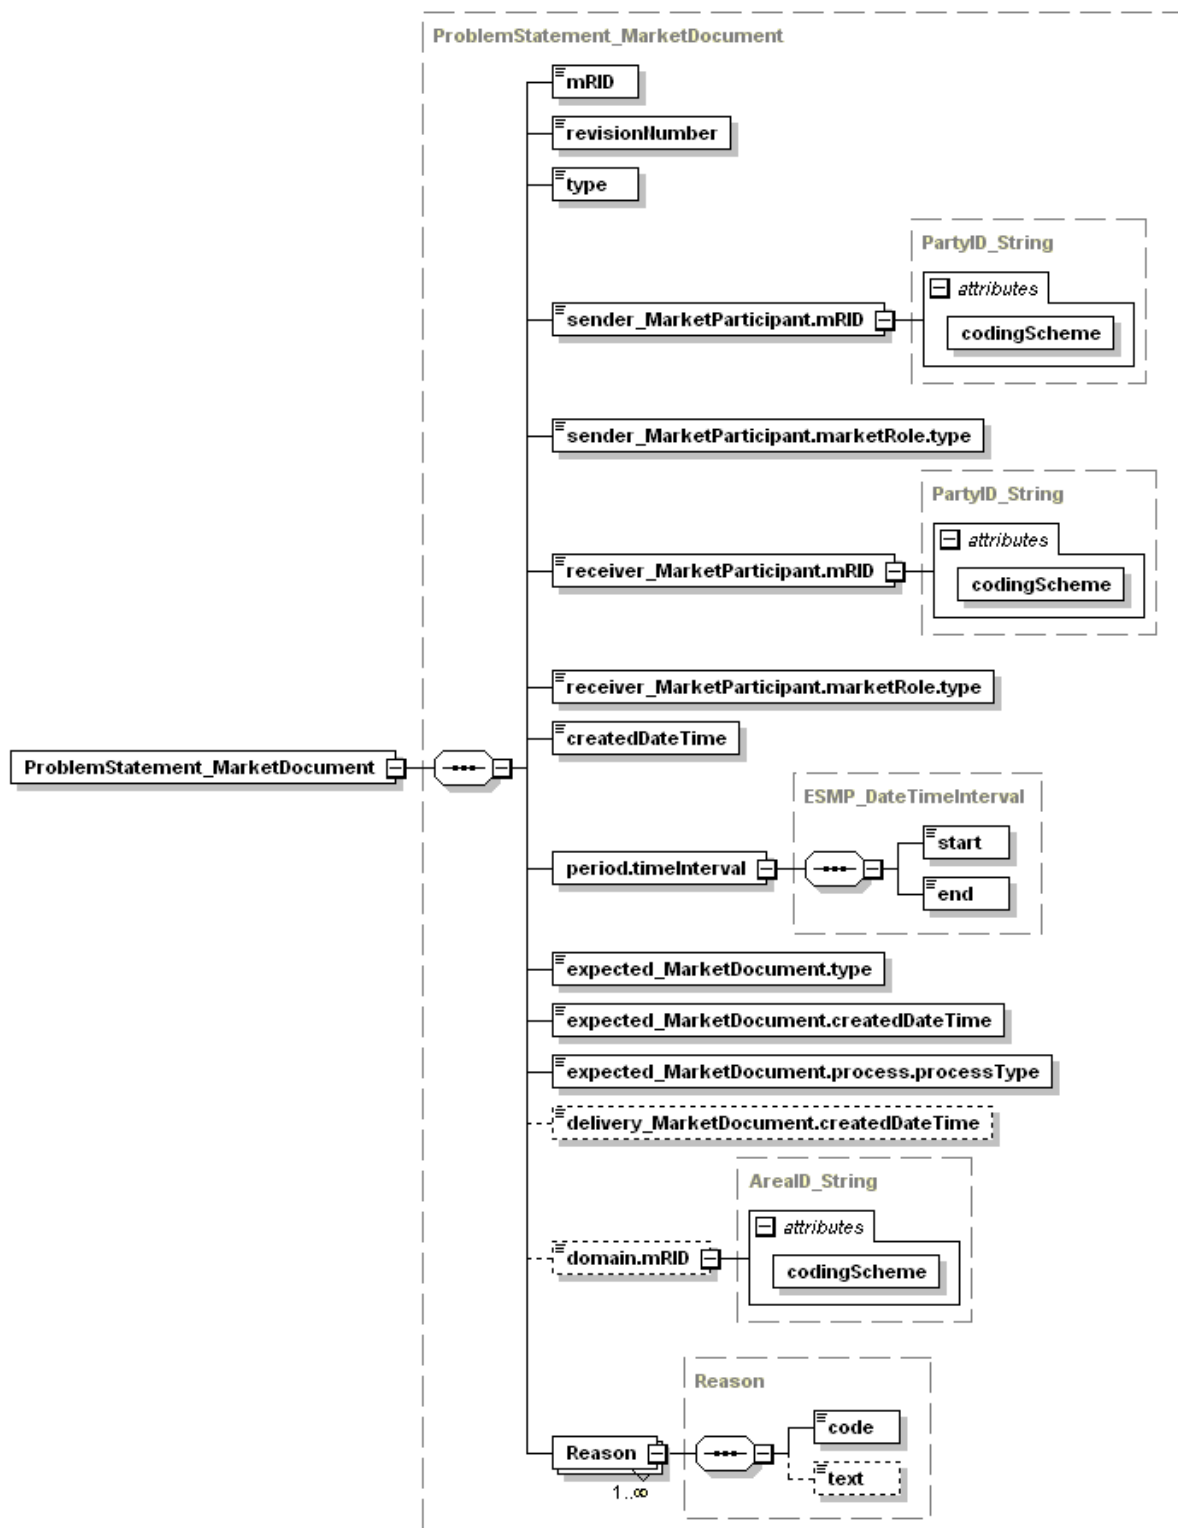 ProblemStatement_MarketDocument
mRID
revisionNumber
type
PartyID_String
attributes
sender_MarketParticipant.mRID
codingScheme
sender_MarketParticipant.marketRole.type
PartyID_String
attributes
receiver_MarketParticipant.mRID
codingScheme
receiver_MarketParticipant.marketRole.type
createdDateTime
ProblemStatement_MarketDocument
ESMP_DateTimeInterval
start
period.timeInterval
end
expected_MarketDocument.type
expected_MarketDocument.createdDateTime
expected_MarketDocument.process.processType
delivery_MarketDocument.createdDateTime
AreaID_String
attributes
domain.mRID
codingScheme
Reason
code
Reason
text
1..∞